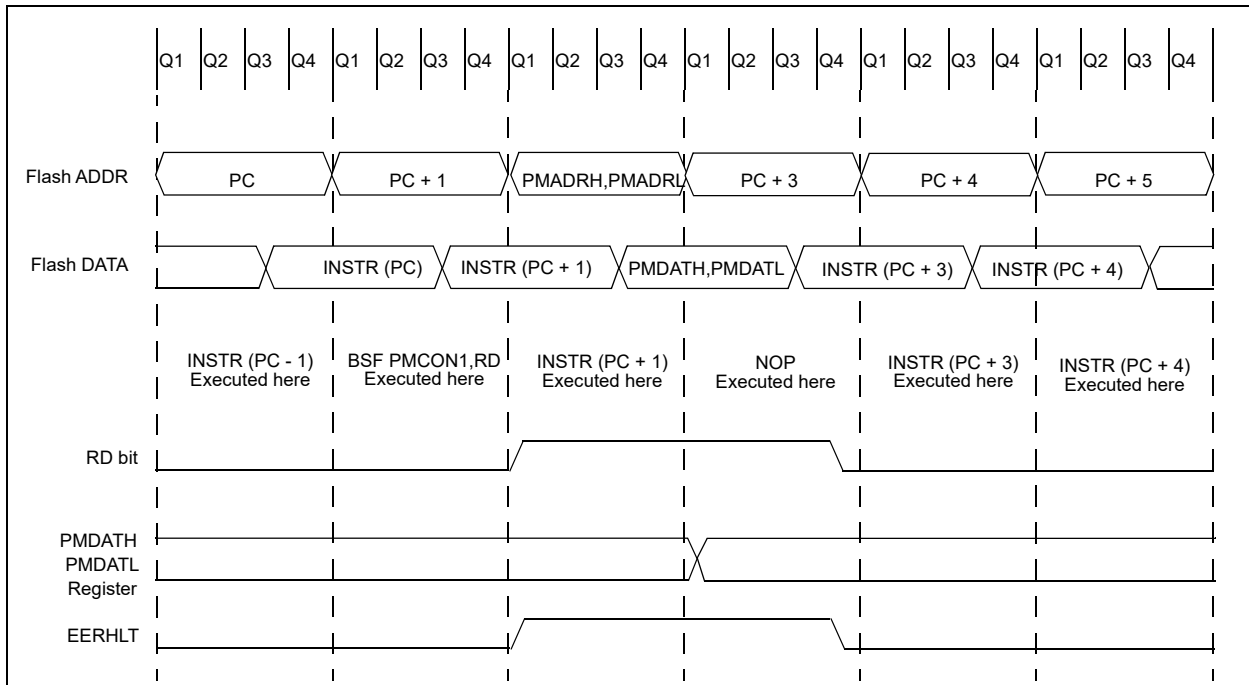 Q1 Q2 Q3 Q4 Q1 Q2 Q3 Q4 Q1 Q2 Q3 Q4 Q1 Q2 Q3 Q4 Q1 Q2 Q3 Q4 Q1 Q2 Q3 Q4
Flash ADDR PC PC + 1 PMADRH,PMADRL PC + 3 PC + 4 PC + 5
Flash DATA INSTR (PC) INSTR (PC + 1) PMDATH,PMDATL INSTR (PC + 3) INSTR (PC + 4)
INSTR (PC - 1) BSF PMCON1,RD INSTR (PC + 1) NOP INSTR (PC + 3) INSTR (PC + 4)
Executed here Executed here Executed here Executed here Executed here Executed here
RD bit
PMDATH
PMDATL
Register
EERHLT